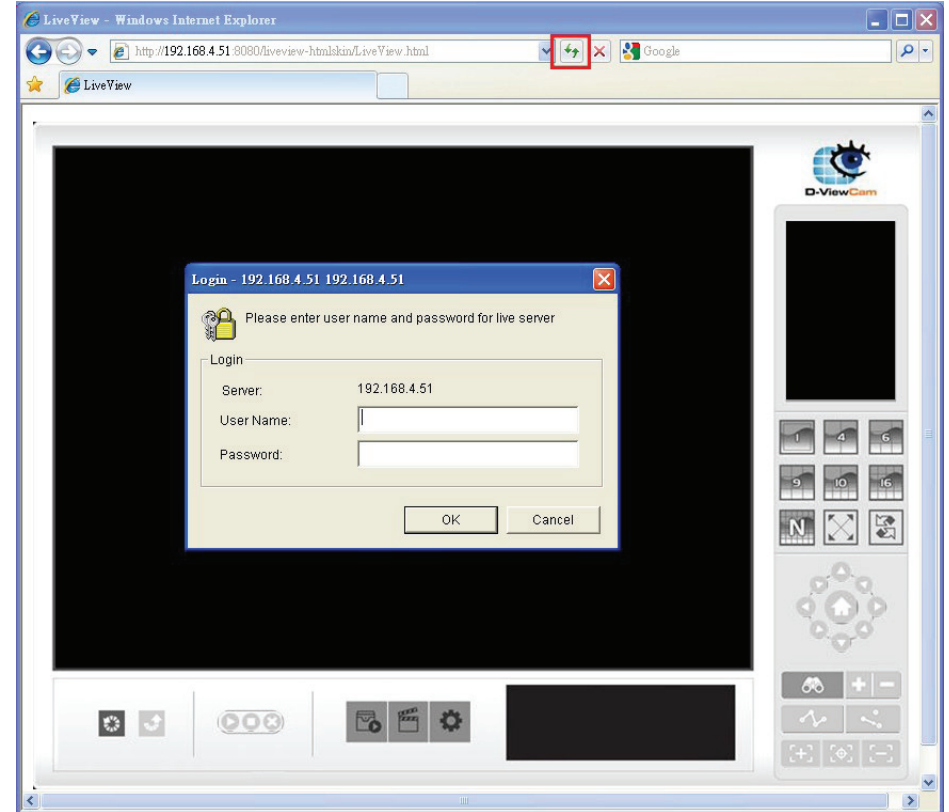 LiveView - Windows Internet Explorer
http://192.168.4.51:8080/liveview-htmlskin/LiveView.html
Google
LiveView
D-ViewCam
Login - 192.168.4.51 192.168.4.51
Please enter user name and password for live server
Login
Server: 192.168.4.51
User Name:
Password:
OK Cancel
1 4 6
9 10 16
N